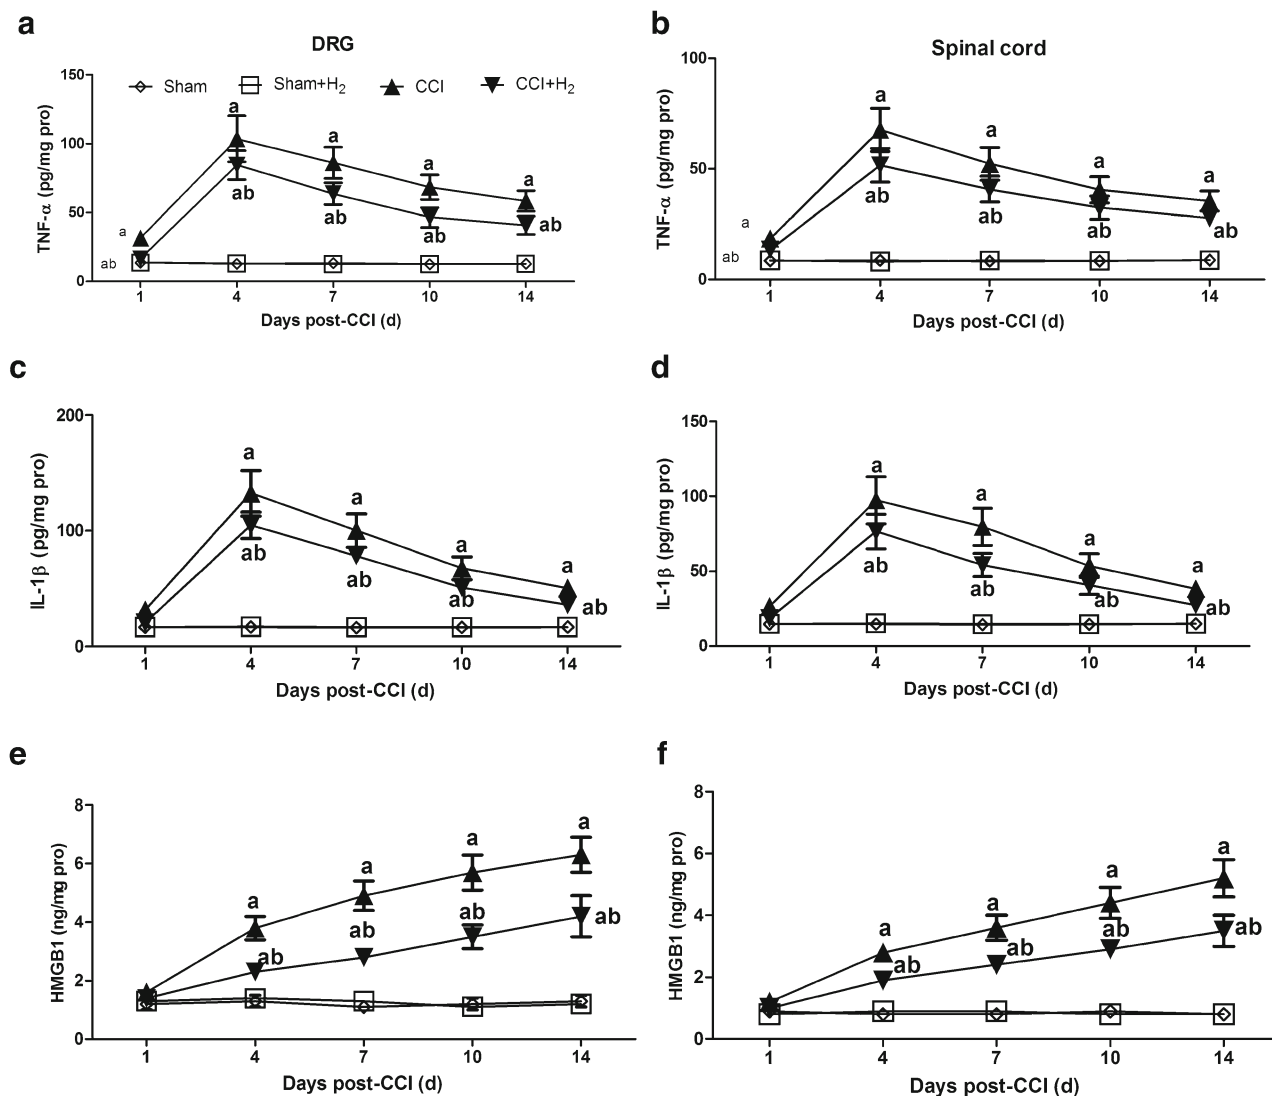 a
DRG
Sham
Sham+H2
CCI
CCI+H2
TNF-α (pg/mg pro)
150
100
50
0
a
a
a
a
a
ab
ab
ab
ab
ab
1 4 7 10 14
Days post-CCI (d)
b
Spinal cord
TNF-α (pg/mg pro)
100
50
0
a
a
a
a
a
ab
ab
ab
ab
ab
1 4 7 10 14
Days post-CCI (d)
c
IL-1β (pg/mg pro)
200
100
0
a
a
a
a
ab
ab
ab
ab
1 4 7 10 14
Days post-CCI (d)
d
IL-1β (pg/mg pro)
150
100
50
0
a
a
a
a
ab
ab
ab
ab
1 4 7 10 14
Days post-CCI (d)
e
HMGB1 (ng/mg pro)
8
6
4
2
0
a
a
a
a
ab
ab
ab
ab
1 4 7 10 14
Days post-CCI (d)
f
HMGB1 (ng/mg pro)
8
6
4
2
0
a
a
a
a
ab
ab
ab
ab
1 4 7 10 14
Days post-CCI (d)